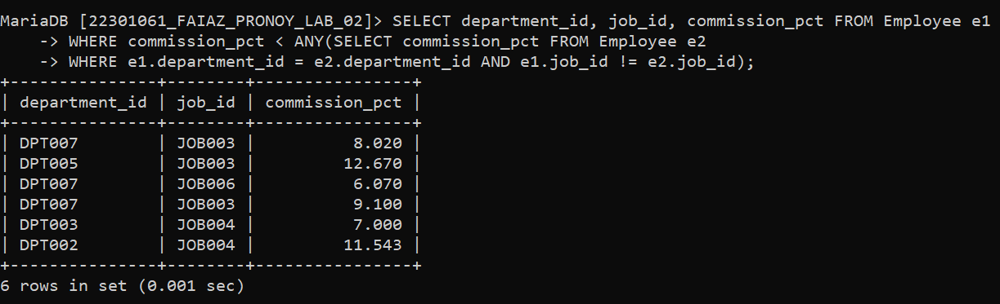 MariaDB [22301061_FAIAZ_PRONOY_LAB_02]> SELECT department_id, job_id, commission_pct FROM Employee e1
    -> WHERE commission_pct < ANY(SELECT commission_pct FROM Employee e2
    -> WHERE e1.department_id = e2.department_id AND e1.job_id != e2.job_id);
+---------------+--------+----------------+
| department_id | job_id | commission_pct |
+---------------+--------+----------------+
| DPT007        | JOB003 |          8.020 |
| DPT005        | JOB003 |         12.670 |
| DPT007        | JOB006 |          6.070 |
| DPT007        | JOB003 |          9.100 |
| DPT003        | JOB004 |          7.000 |
| DPT002        | JOB004 |         11.543 |
+---------------+--------+----------------+
6 rows in set (0.001 sec)